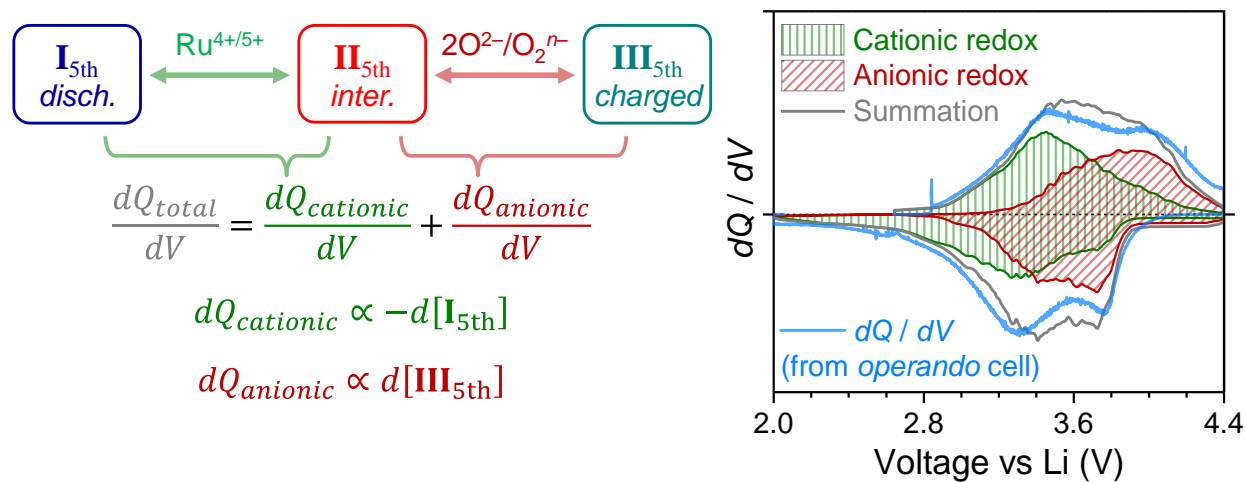 I5th
disch.
Ru4+/5+
II5th
inter.
2O2–/O2n–
III5th
charged
dQtotal/dV = dQcationic/dV + dQanionic/dV
dQcationic ∝ −d[I5th]
dQanionic ∝ d[III5th]
Cationic redox
Anionic redox
Summation
dQ / dV
dQ / dV
(from operando cell)
2.0 2.8 3.6 4.4
Voltage vs Li (V)